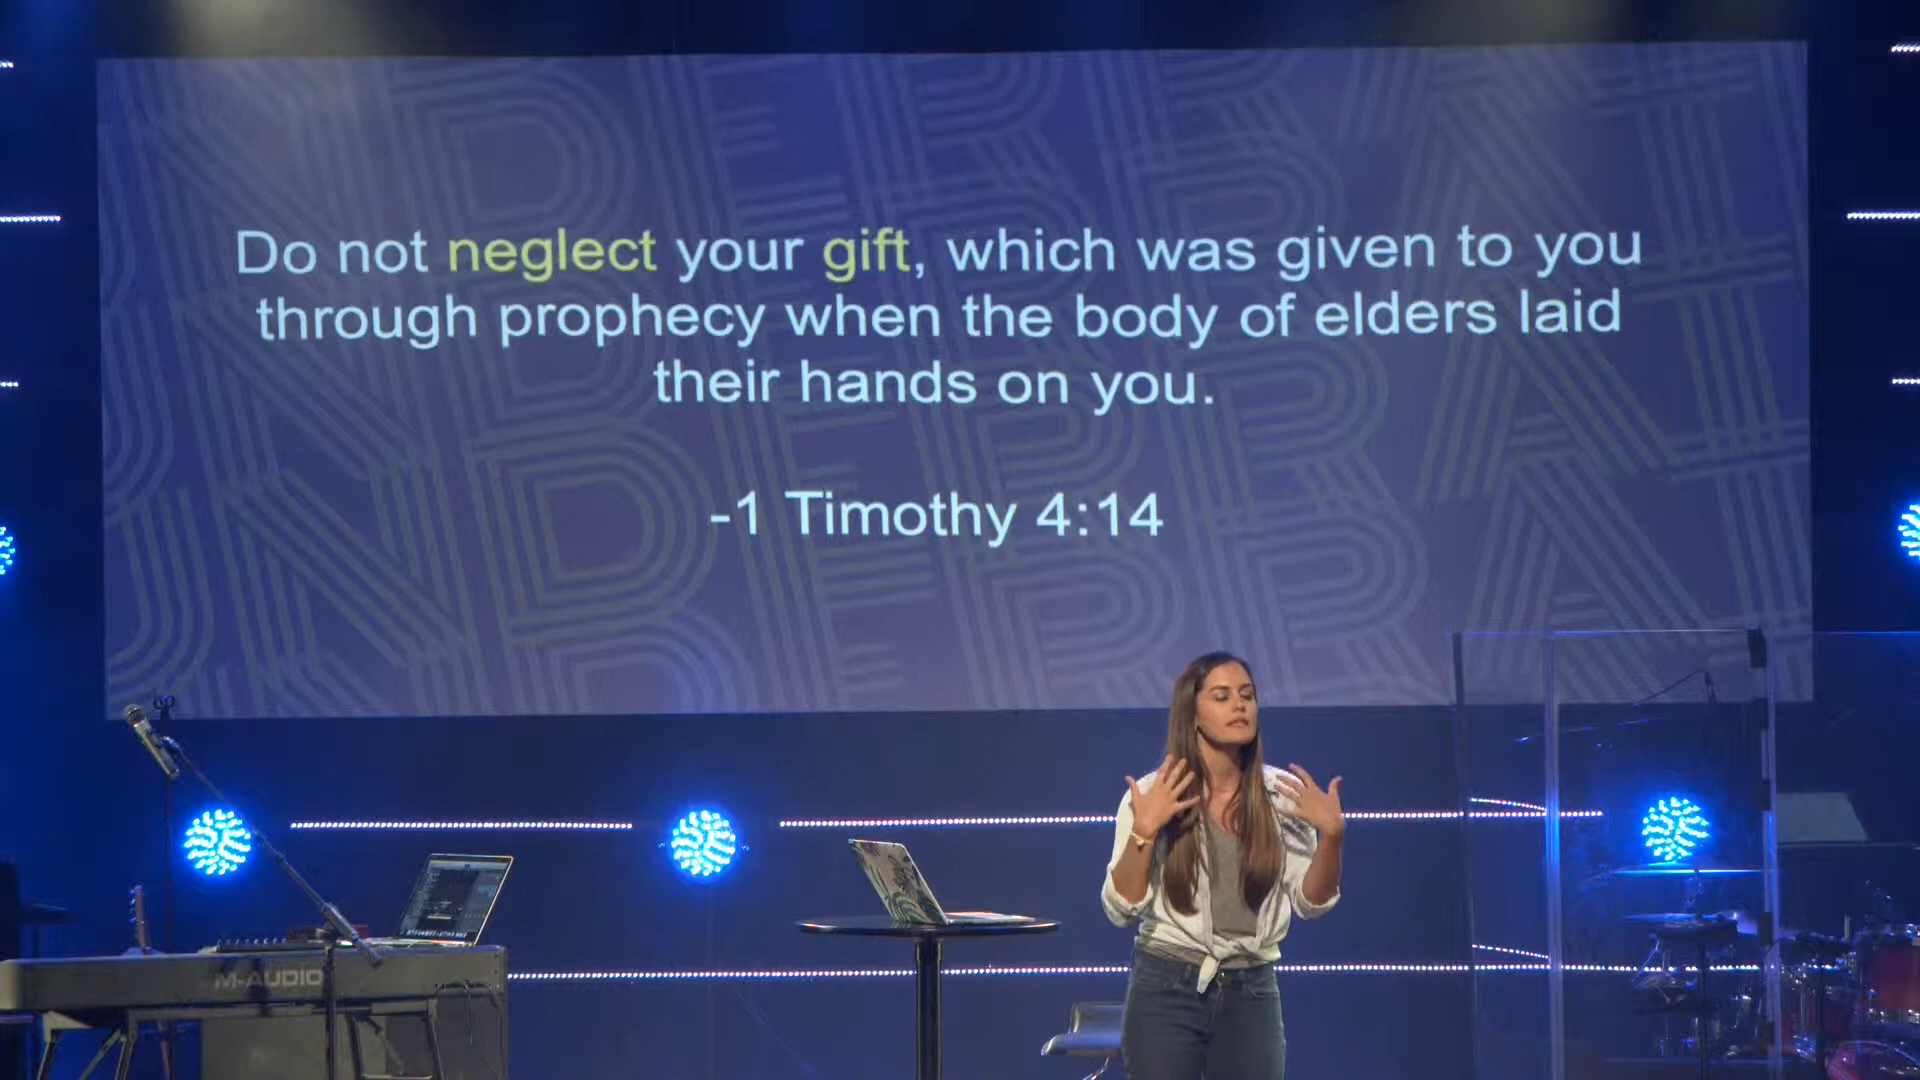 Do not neglect your gift, which was given to you
through prophecy when the body of elders laid
their hands on you.
-1 Timothy 4:14
M-AUDIO